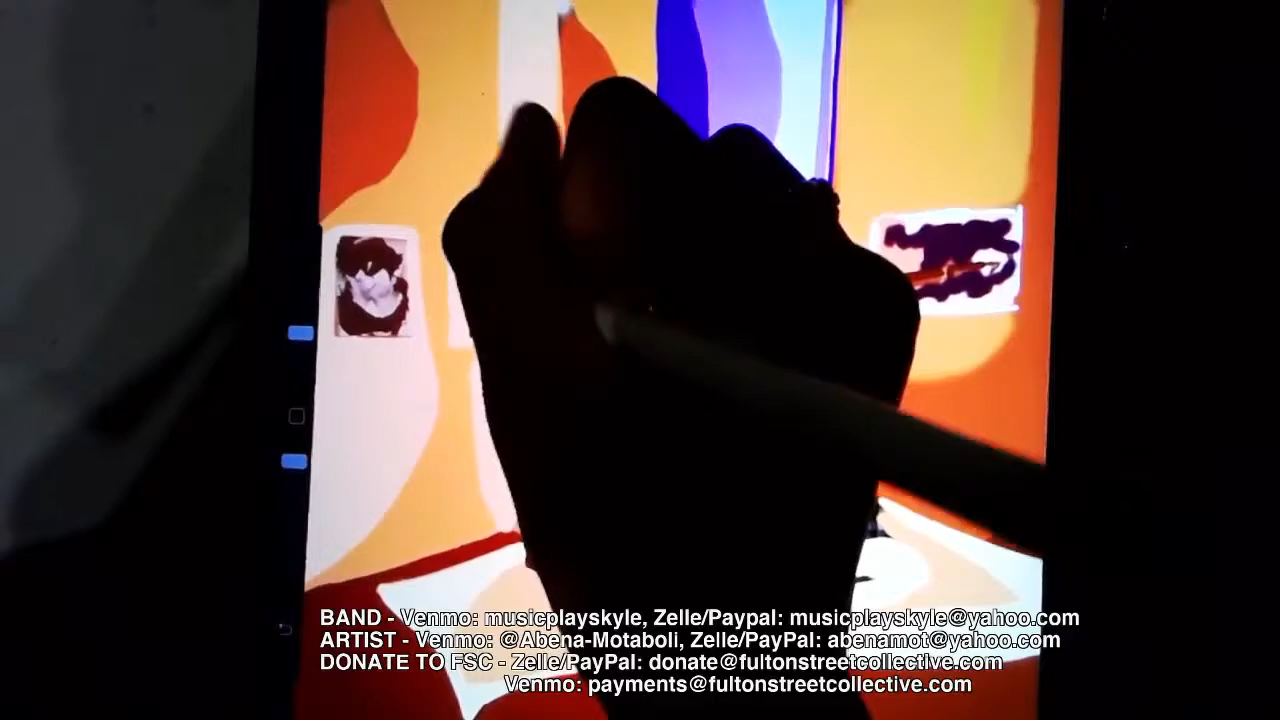 BAND - Venmo: musicplayskyle, Zelle/Paypal: musicplayskyle@yahoo.com
ARTIST - Venmo: @Abena-Motaboli, Zelle/PayPal: abenamot@yahoo.com
DONATE TO FSC - Zelle/PayPal: donate@fultonstreetcollective.com
Venmo: payments@fultonstreetcollective.com